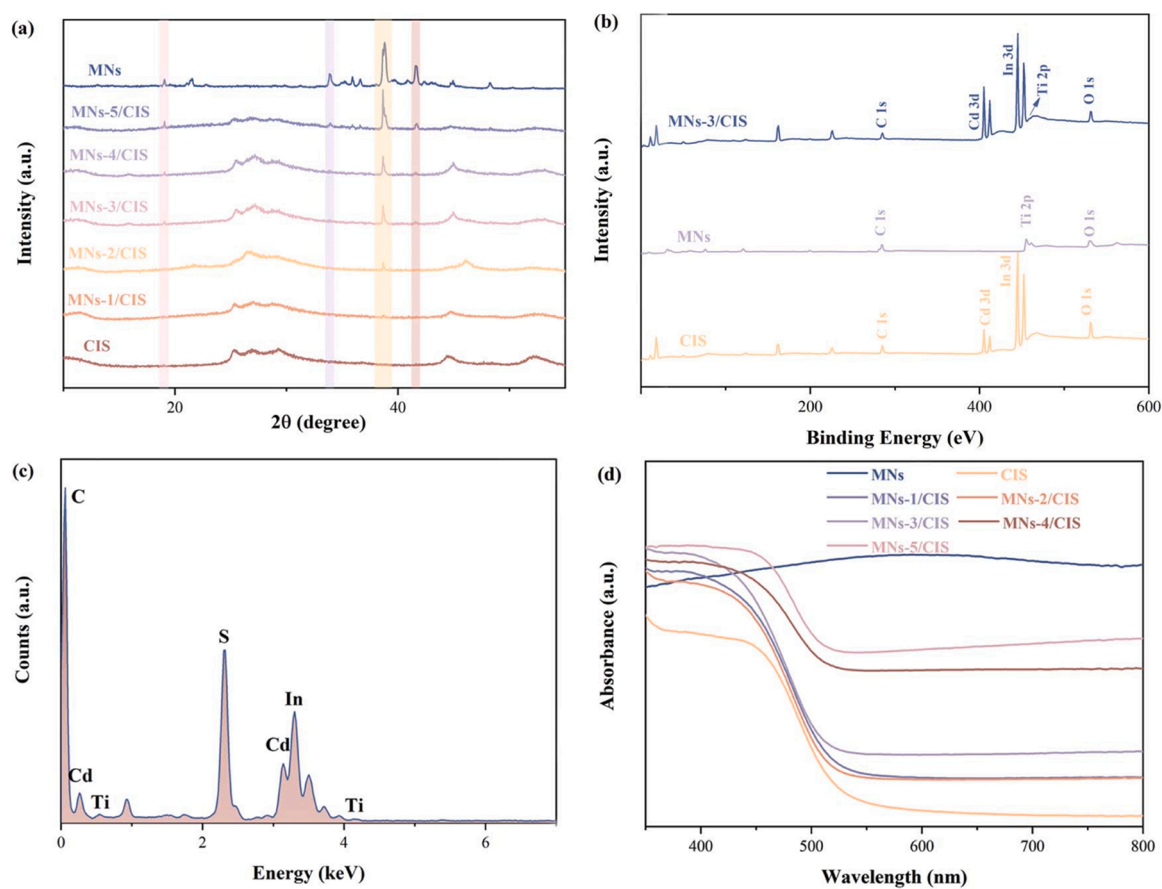 (a)
MNs
MNs-5/CIS
MNs-4/CIS
MNs-3/CIS
MNs-2/CIS
MNs-1/CIS
CIS
Intensity (a.u.)
20
40
2θ (degree)
(b)
MNs-3/CIS
C 1s
Cd 3d
In 3d
Ti 2p
O 1s
MNs
C 1s
Ti 2p
O 1s
CIS
C 1s
Cd 3d
In 3d
O 1s
Intensity (a.u.)
200
400
600
Binding Energy (eV)
(c)
C
Cd
Ti
S
Cd
In
Ti
Counts (a.u.)
0
2
4
6
Energy (keV)
(d)
MNs
CIS
MNs-1/CIS
MNs-2/CIS
MNs-3/CIS
MNs-4/CIS
MNs-5/CIS
Absorbance (a.u.)
400
500
600
700
800
Wavelength (nm)